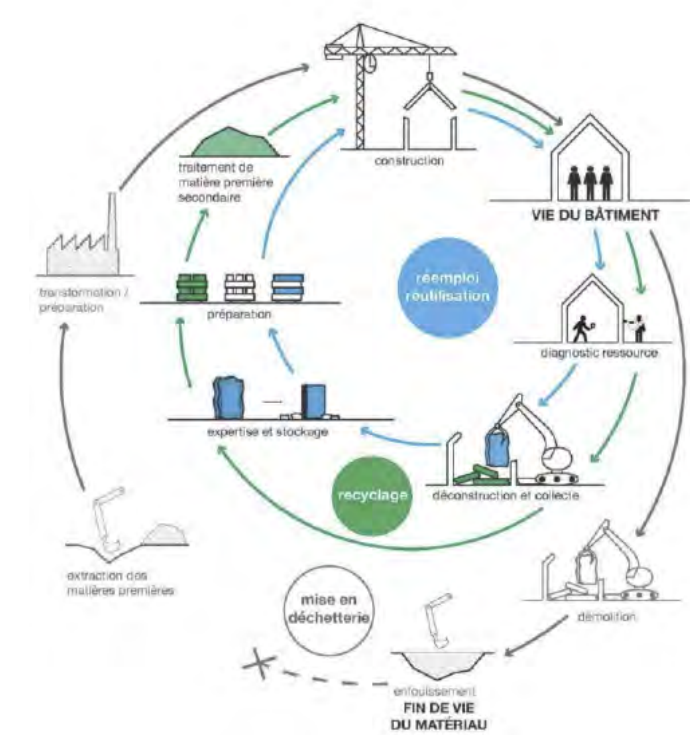 construction
traitement de
matière première
secondaire
VIE DU BÂTIMENT
transformation /
préparation
réemploi
réutilisation
préparation
diagnostic ressource
expertise et stockage
recyclage
déconstruction et collecte
extraction des
matières premières
mise en
déchetterie
démolition
enfouissement
FIN DE VIE
DU MATÉRIAU